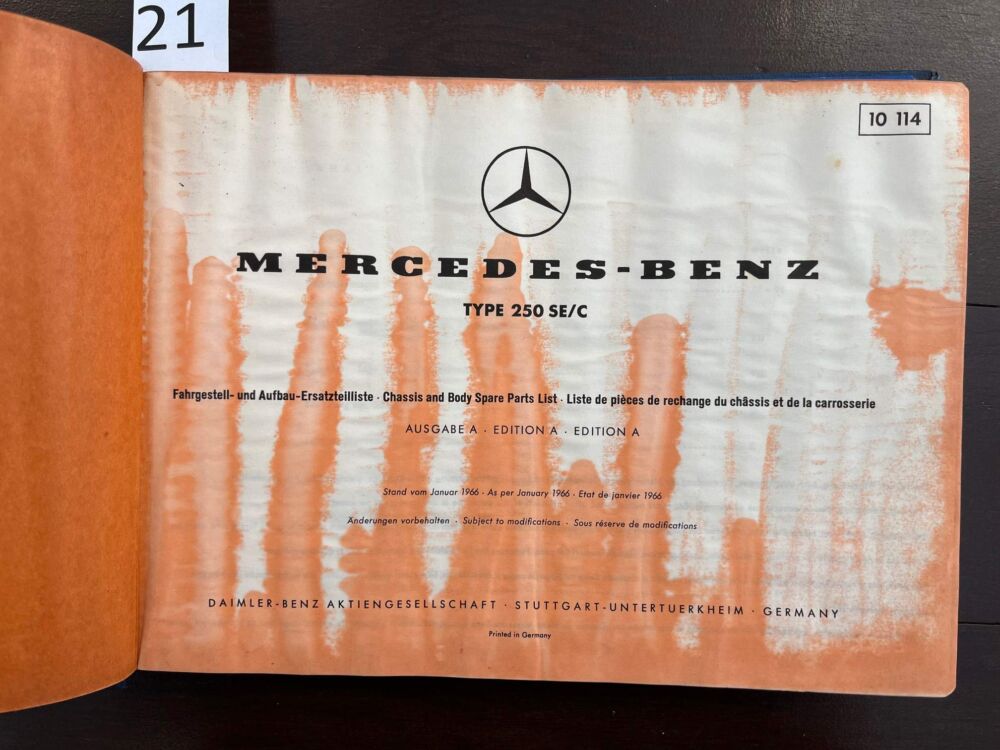 21
10 114
MERCEDES-BENZ
TYPE 250 SE/C
Fahrgestell- und Aufbau-Ersatzteilliste · Chassis and Body Spare Parts List · Liste de pièces de rechange du châssis et de la carrosserie
AUSGABE A · EDITION A · EDITION A
Stand vom Januar 1966 · As per January 1966 · Etat de janvier 1966
Änderungen vorbehalten · Subject to modifications · Sous réserve de modifications
DAIMLER-BENZ AKTIENGESELLSCHAFT · STUTTGART-UNTERTUERKHEIM · GERMANY
Printed in Germany